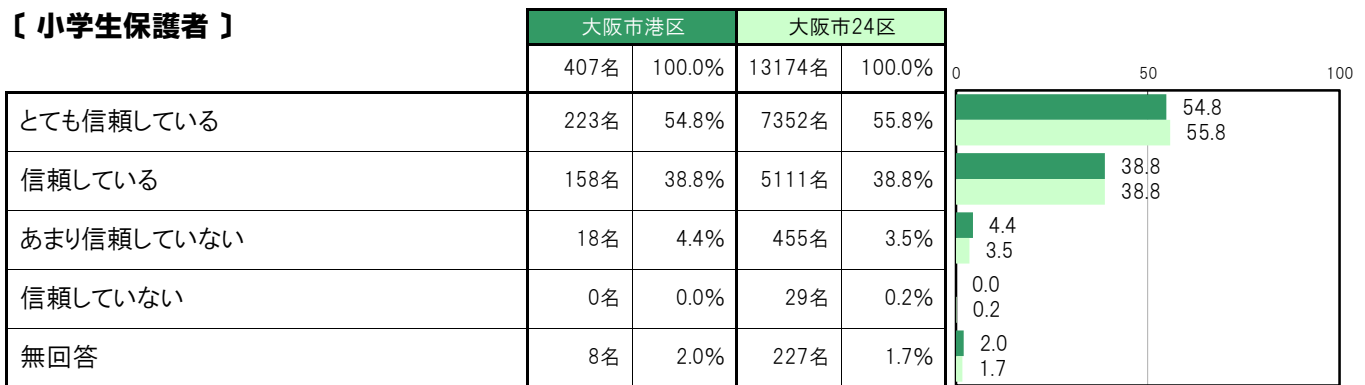 〔 小学生保護者 〕
大阪市港区 大阪市24区
407名 100.0% 13174名 100.0% 0 50 100
とても信頼している 223名 54.8% 7352名 55.8% 54.8
55.8
信頼している 158名 38.8% 5111名 38.8% 38.8
38.8
あまり信頼していない 18名 4.4% 455名 3.5% 4.4
3.5
信頼していない 0名 0.0% 29名 0.2% 0.0
0.2
無回答 8名 2.0% 227名 1.7% 2.0
1.7